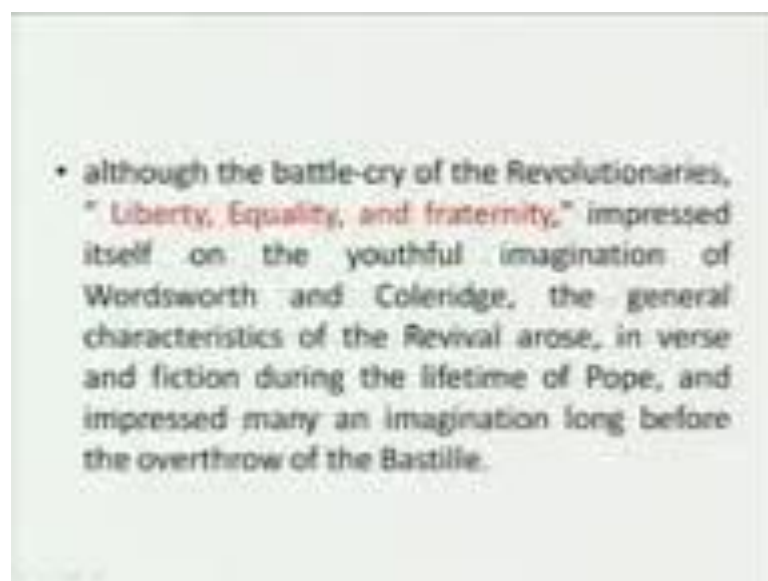 • although the battle-cry of the Revolutionaries,
" Liberty, Equality, and fraternity," impressed
itself on the youthful imagination of
Wordsworth and Coleridge, the general
characteristics of the Revival arose, in verse
and fiction during the lifetime of Pope, and
impressed many an imagination long before
the overthrow of the Bastille.